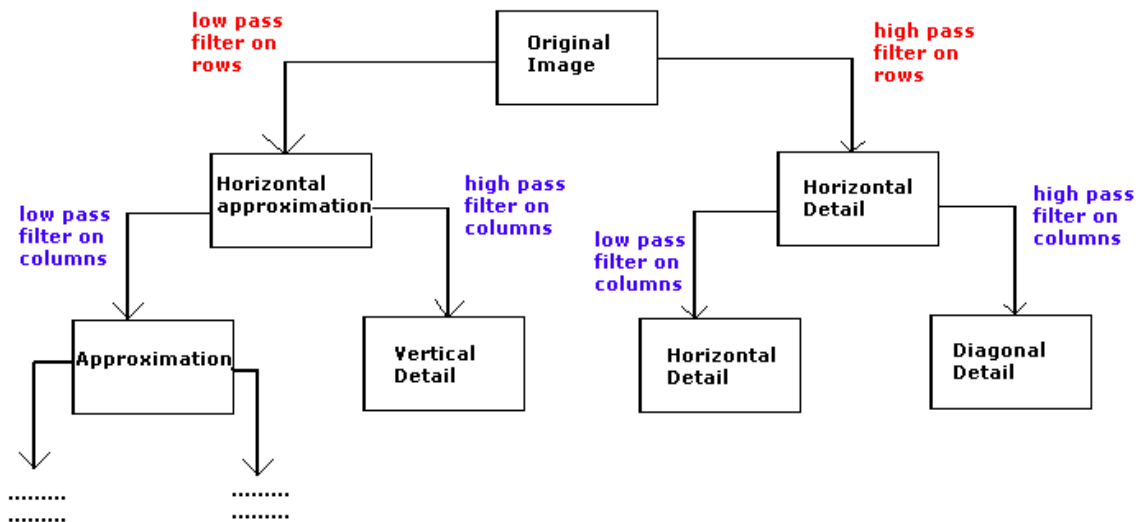 low pass
filter on
rows
Original
Image
high pass
filter on
rows
Horizontal
approximation
high pass
filter on
columns
low pass
filter on
columns
Horizontal
Detail
high pass
filter on
columns
low pass
filter on
columns
Approximation
Vertical
Detail
Horizontal
Detail
Diagonal
Detail
.........
.........
.........
.........